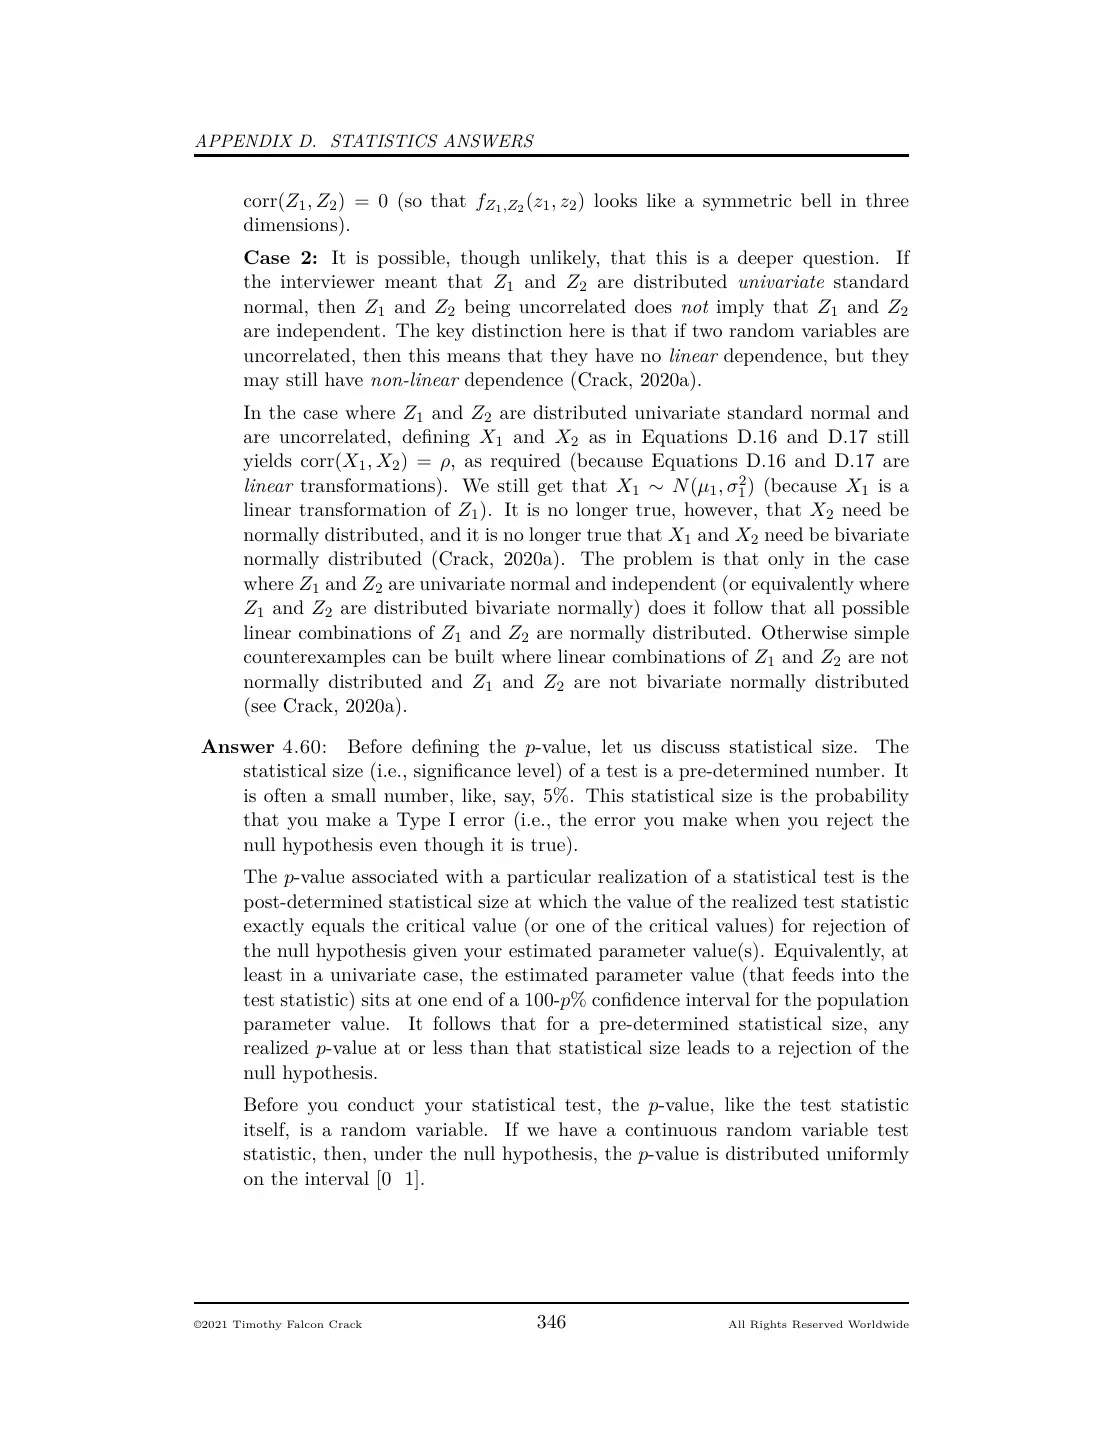 APPENDIX D. STATISTICS ANSWERS
corr(Z1, Z2) = 0 (so that fZ1,Z2(z1, z2) looks like a symmetric bell in three
dimensions).
Case 2: It is possible, though unlikely, that this is a deeper question. If
the interviewer meant that Z1 and Z2 are distributed univariate standard
normal, then Z1 and Z2 being uncorrelated does not imply that Z1 and Z2
are independent. The key distinction here is that if two random variables are
uncorrelated, then this means that they have no linear dependence, but they
may still have non-linear dependence (Crack, 2020a).
In the case where Z1 and Z2 are distributed univariate standard normal and
are uncorrelated, defining X1 and X2 as in Equations D.16 and D.17 still
yields corr(X1, X2) = ρ, as required (because Equations D.16 and D.17 are
linear transformations). We still get that X1 ∼ N(μ1, σ²1) (because X1 is a
linear transformation of Z1). It is no longer true, however, that X2 need be
normally distributed, and it is no longer true that X1 and X2 need be bivariate
normally distributed (Crack, 2020a). The problem is that only in the case
where Z1 and Z2 are univariate normal and independent (or equivalently where
Z1 and Z2 are distributed bivariate normally) does it follow that all possible
linear combinations of Z1 and Z2 are normally distributed. Otherwise simple
counterexamples can be built where linear combinations of Z1 and Z2 are not
normally distributed and Z1 and Z2 are not bivariate normally distributed
(see Crack, 2020a).
Answer 4.60: Before defining the p-value, let us discuss statistical size. The
statistical size (i.e., significance level) of a test is a pre-determined number. It
is often a small number, like, say, 5%. This statistical size is the probability
that you make a Type I error (i.e., the error you make when you reject the
null hypothesis even though it is true).
The p-value associated with a particular realization of a statistical test is the
post-determined statistical size at which the value of the realized test statistic
exactly equals the critical value (or one of the critical values) for rejection of
the null hypothesis given your estimated parameter value(s). Equivalently, at
least in a univariate case, the estimated parameter value (that feeds into the
test statistic) sits at one end of a 100-p% confidence interval for the population
parameter value. It follows that for a pre-determined statistical size, any
realized p-value at or less than that statistical size leads to a rejection of the
null hypothesis.
Before you conduct your statistical test, the p-value, like the test statistic
itself, is a random variable. If we have a continuous random variable test
statistic, then, under the null hypothesis, the p-value is distributed uniformly
on the interval [0 1].
©2021 Timothy Falcon Crack 346 All Rights Reserved Worldwide